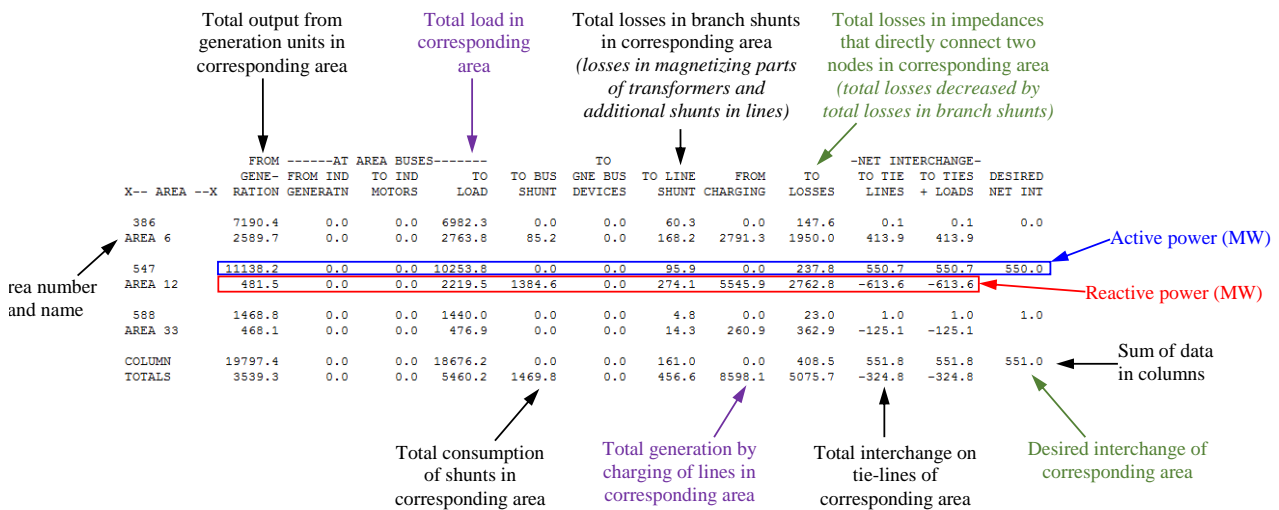 Total output from
generation units in
corresponding area
Total load in
corresponding
area
Total losses in branch shunts
in corresponding area
(losses in magnetizing parts
of transformers and
additional shunts in lines)
Total losses in impedances
that directly connect two
nodes in corresponding area
(total losses decreased by
total losses in branch shunts)
FROM ------AT AREA BUSES------- TO -NET INTERCHANGE-
GENE- FROM IND TO IND TO TO BUS GNE BUS TO LINE FROM TO TO TIE TO TIES DESIRED
X-- AREA --X RATION GENERATN MOTORS LOAD SHUNT DEVICES SHUNT CHARGING LOSSES LINES + LOADS NET INT
386 7190.4 0.0 0.0 6982.3 0.0 0.0 60.3 0.0 147.6 0.1 0.1 0.0
AREA 6 2589.7 0.0 0.0 2763.8 85.2 0.0 168.2 2791.3 1950.0 413.9 413.9
547 11138.2 0.0 0.0 10253.8 0.0 0.0 95.9 0.0 237.8 550.7 550.7 550.0
AREA 12 481.5 0.0 0.0 2219.5 1384.6 0.0 274.1 5545.9 2762.8 -613.6 -613.6
588 1468.8 0.0 0.0 1440.0 0.0 0.0 4.8 0.0 23.0 1.0 1.0 1.0
AREA 33 468.1 0.0 0.0 476.9 0.0 0.0 14.3 260.9 362.9 -125.1 -125.1
COLUMN 19797.4 0.0 0.0 18676.2 0.0 0.0 161.0 0.0 408.5 551.8 551.8 551.0
TOTALS 3539.3 0.0 0.0 5460.2 1469.8 0.0 456.6 8598.1 5075.7 -324.8 -324.8
Active power (MW)
Reactive power (MW)
rea number
and name
Sum of data
in columns
Total consumption
of shunts in
corresponding area
Total generation by
charging of lines in
corresponding area
Total interchange on
tie-lines of
corresponding area
Desired interchange of
corresponding area